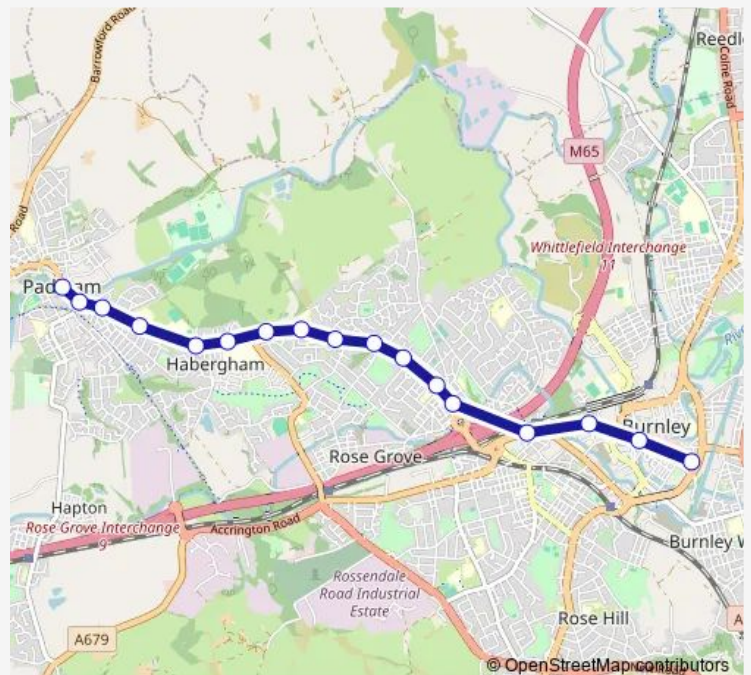 Barrowford Road
Reedl
Colne Road
M65
Road
Whittlefield Interchange
11
Padiham
Riv
Habergham
Burnley
Rose Grove
Hapton
Rose Grove Interchange
9
Accrington Road
Burnley W
Rossendale
Road Industrial
Estate
Rose Hill
A679
A
© OpenStreetMap contributors